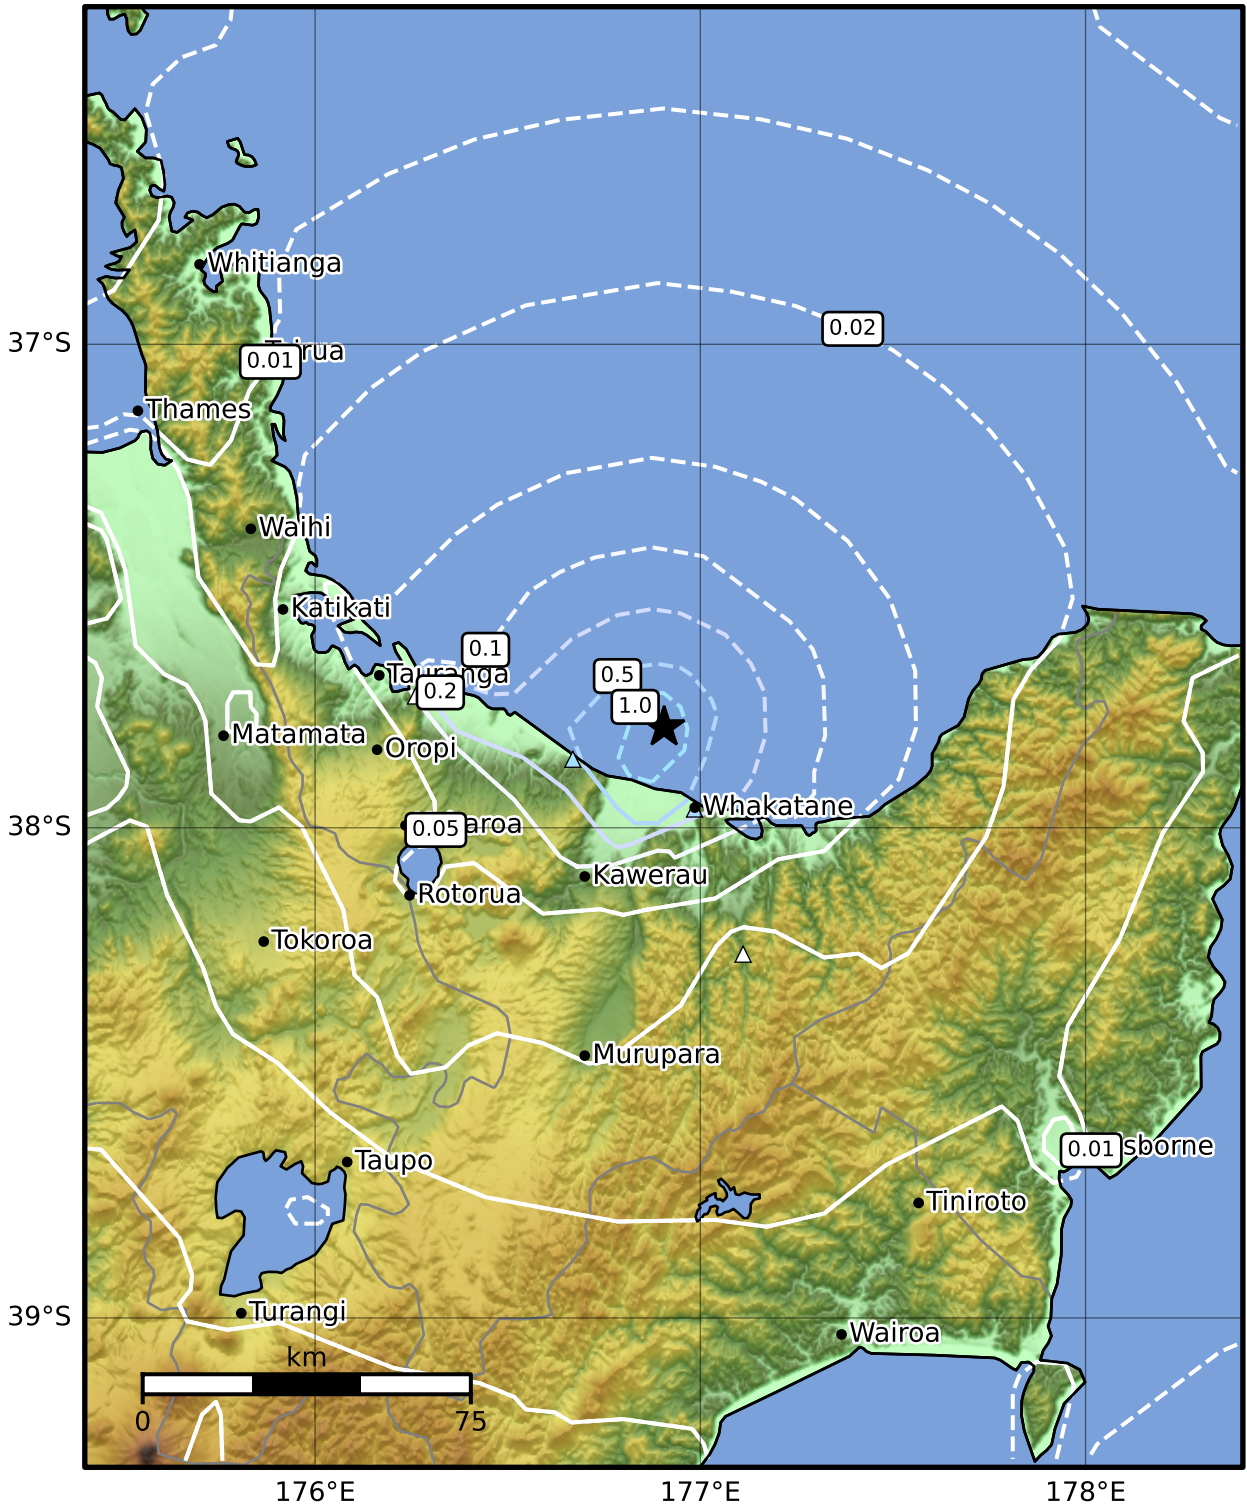 Whitianga
37°S
0.02
0.01
Thames
Waihi
Katikati
0.1
Tauranga
0.5
0.2
1.0
Matamata
Oropi
Whakatane
38°S
0.05
Kawerau
Rotorua
Tokoroa
Murupara
0.01
Taupo
Tiniroto
Turangi
39°S
Wairoa
km
0
75
176°E
177°E
178°E